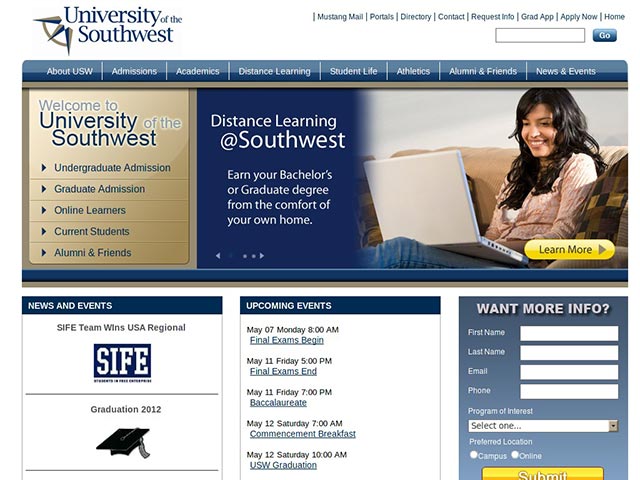 University of the
Southwest
| Mustang Mail | Portals | Directory | Contact | Request Info | Grad App | Apply Now | Home
Go
About USW | Admissions | Academics | Distance Learning | Student Life | Athletics | Alumni & Friends | News & Events
Welcome to
University of the
Southwest
Undergraduate Admission
Graduate Admission
Online Learners
Current Students
Alumni & Friends
Distance Learning
@Southwest
Earn your Bachelor's
or Graduate degree
from the comfort of
your own home.
Learn More
NEWS AND EVENTS
SIFE Team WIns USA Regional
SIFE
STUDENTS IN FREE ENTERPRISE
Graduation 2012
UPCOMING EVENTS
May 07 Monday 8:00 AM
Final Exams Begin
May 11 Friday 5:00 PM
Final Exams End
May 11 Friday 7:00 PM
Baccalaureate
May 12 Saturday 7:00 AM
Commencement Breakfast
May 12 Saturday 10:00 AM
USW Graduation
WANT MORE INFO?
First Name
Last Name
Email
Phone
Program of Interest
Select one...
Preferred Location
Campus Online
Submit